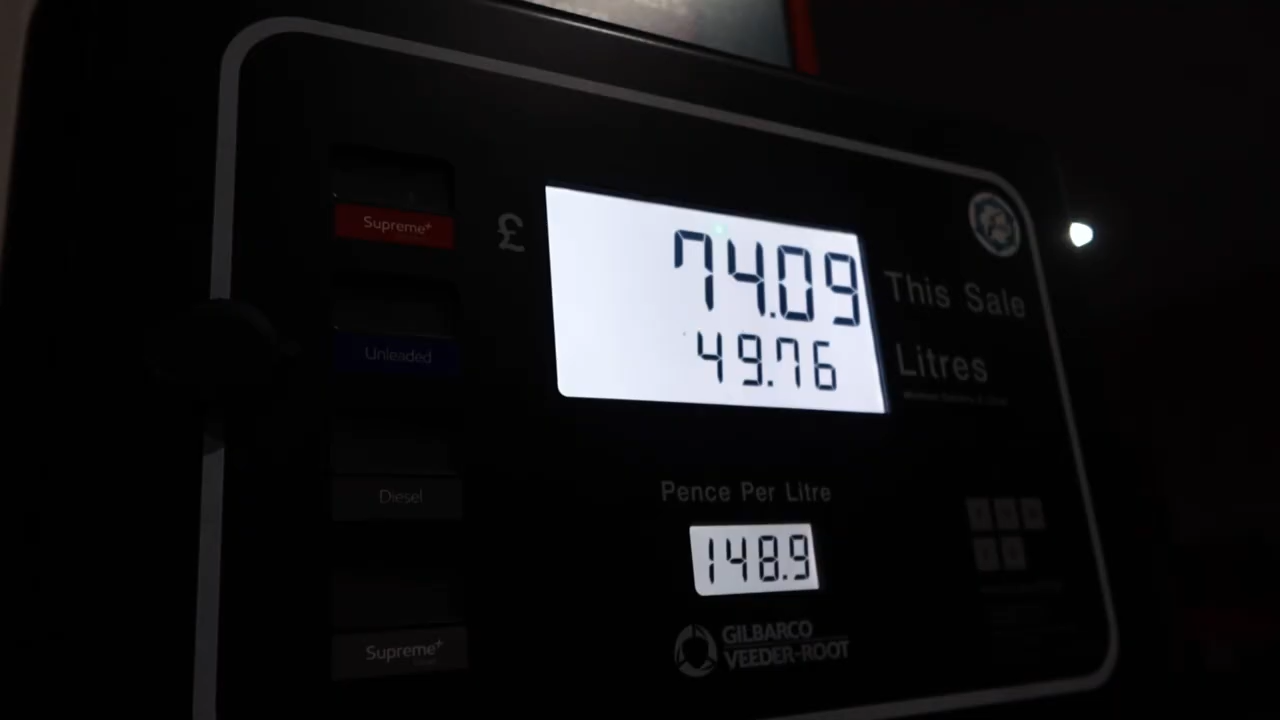 Supreme+
£
74.09
This Sale
49.76
Litres
Unleaded
Diesel
Pence Per Litre
148.9
Supreme+
GILBARCO
VEEDER-ROOT